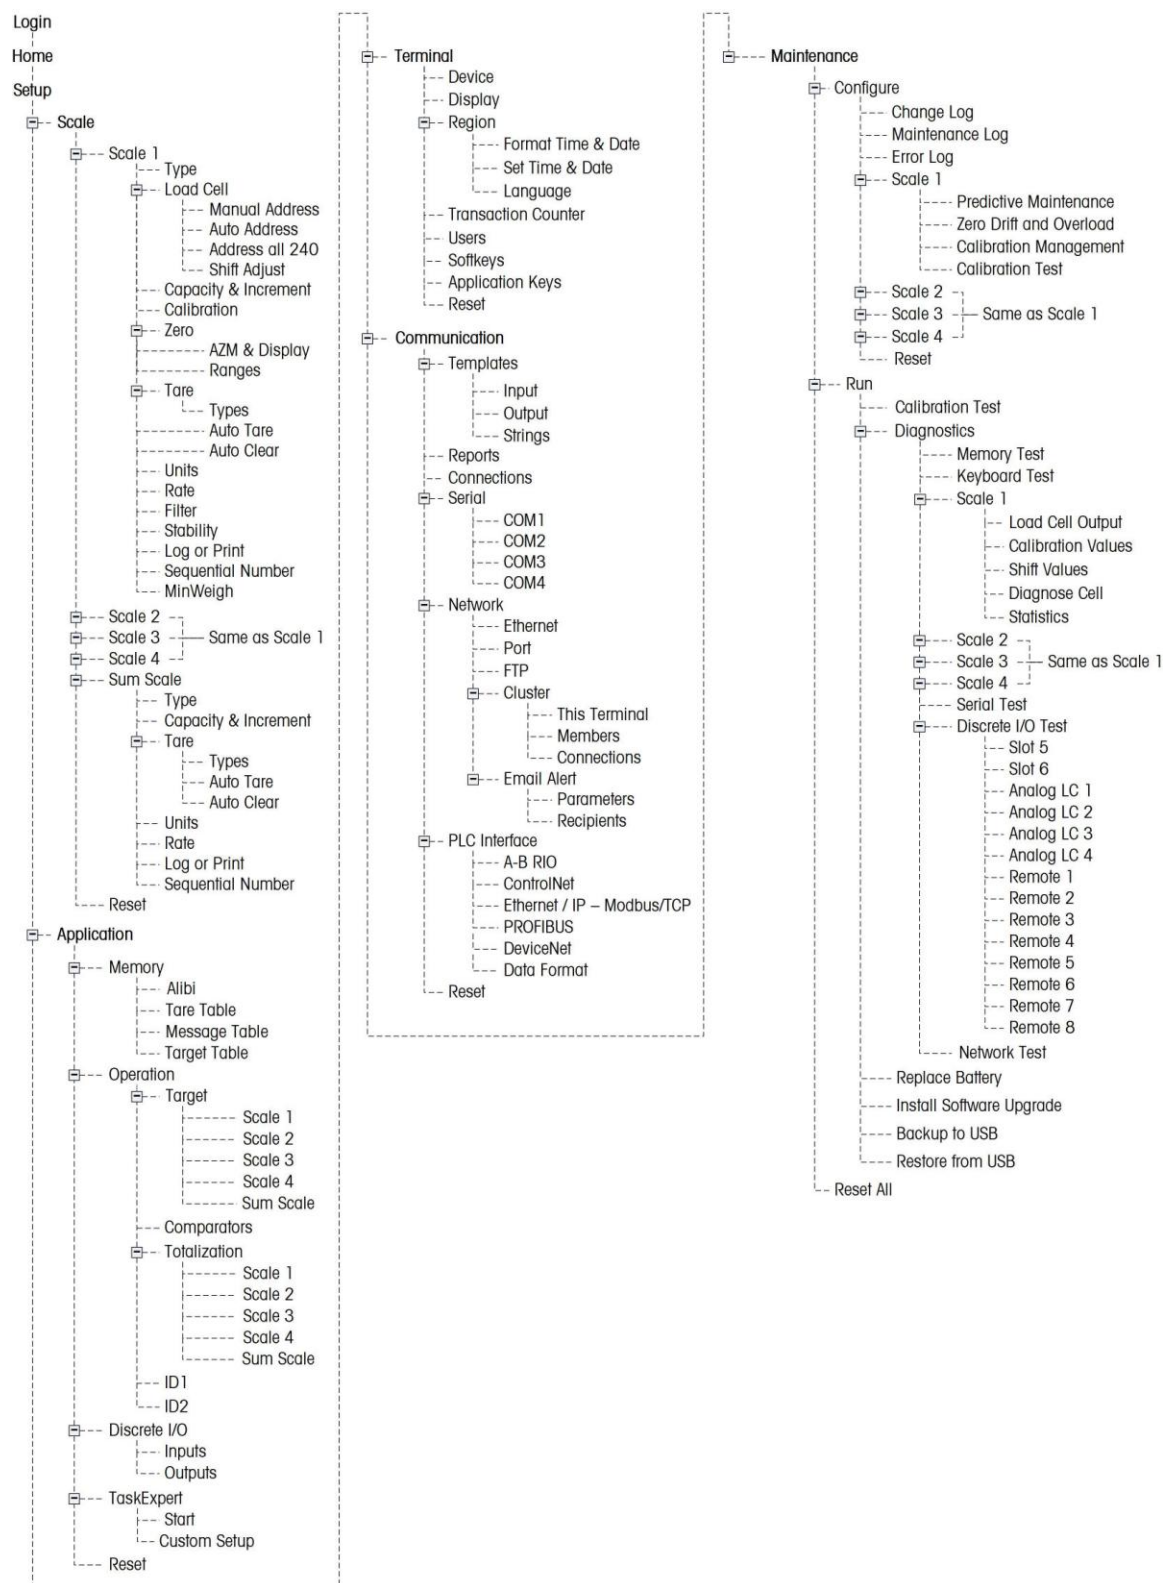 Login
Home
Setup
Scale
Scale 1
Type
Load Cell
Manual Address
Auto Address
Address all 240
Shift Adjust
Capacity & Increment
Calibration
Zero
AZM & Display
Ranges
Tare
Types
Auto Tare
Auto Clear
Units
Rate
Filter
Stability
Log or Print
Sequential Number
MinWeigh
Scale 2
Scale 3
Same as Scale 1
Scale 4
Sum Scale
Type
Capacity & Increment
Tare
Types
Auto Tare
Auto Clear
Units
Rate
Log or Print
Sequential Number
Reset
Application
Memory
Alibi
Tare Table
Message Table
Target Table
Operation
Target
Scale 1
Scale 2
Scale 3
Scale 4
Sum Scale
Comparators
Totalization
Scale 1
Scale 2
Scale 3
Scale 4
Sum Scale
ID1
ID2
Discrete I/O
Inputs
Outputs
TaskExpert
Start
Custom Setup
Reset
Terminal
Device
Display
Region
Format Time & Date
Set Time & Date
Language
Transaction Counter
Users
Softkeys
Application Keys
Reset
Communication
Templates
Input
Output
Strings
Reports
Connections
Serial
COM1
COM2
COM3
COM4
Network
Ethernet
Port
FTP
Cluster
This Terminal
Members
Connections
Email Alert
Parameters
Recipients
PLC Interface
A-B RIO
ControlNet
Ethernet / IP – Modbus/TCP
PROFIBUS
DeviceNet
Data Format
Reset
Maintenance
Configure
Change Log
Maintenance Log
Error Log
Scale 1
Predictive Maintenance
Zero Drift and Overload
Calibration Management
Calibration Test
Scale 2
Scale 3
Same as Scale 1
Scale 4
Reset
Run
Calibration Test
Diagnostics
Memory Test
Keyboard Test
Scale 1
Load Cell Output
Calibration Values
Shift Values
Diagnose Cell
Statistics
Scale 2
Scale 3
Same as Scale 1
Scale 4
Serial Test
Discrete I/O Test
Slot 5
Slot 6
Analog LC 1
Analog LC 2
Analog LC 3
Analog LC 4
Remote 1
Remote 2
Remote 3
Remote 4
Remote 5
Remote 6
Remote 7
Remote 8
Network Test
Replace Battery
Install Software Upgrade
Backup to USB
Restore from USB
Reset All